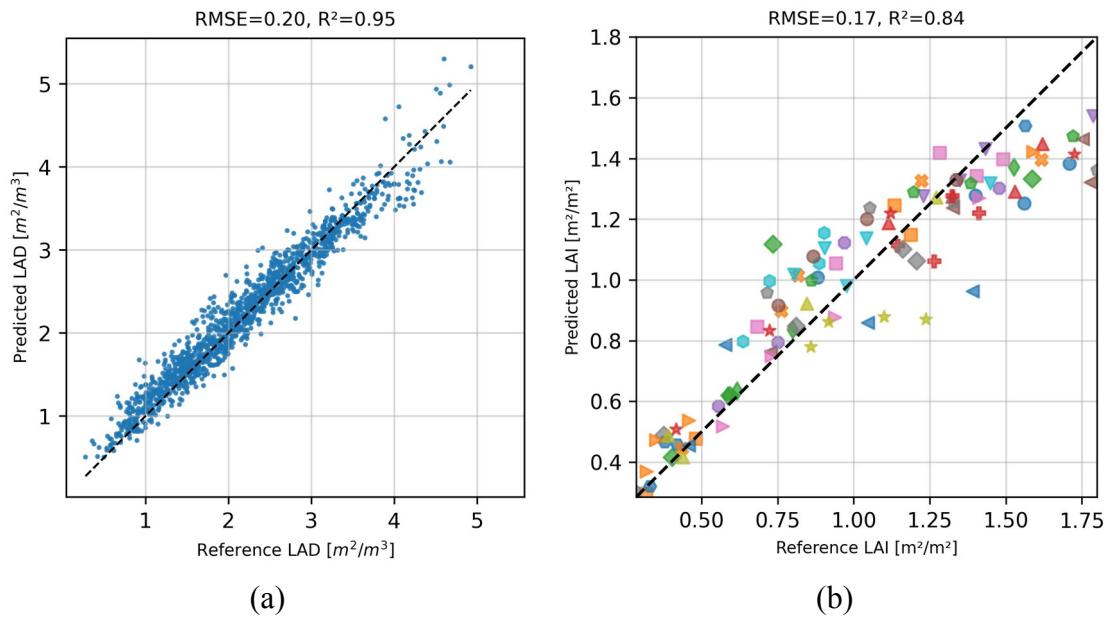 RMSE=0.20, R²=0.95
5
4
3
2
1
Predicted LAD [m²/m³]
1 2 3 4 5
Reference LAD [m²/m³]
(a)
RMSE=0.17, R²=0.84
1.8
1.6
1.4
1.2
1.0
0.8
0.6
0.4
Predicted LAI [m²/m²]
0.50 0.75 1.00 1.25 1.50 1.75
Reference LAI [m²/m²]
(b)